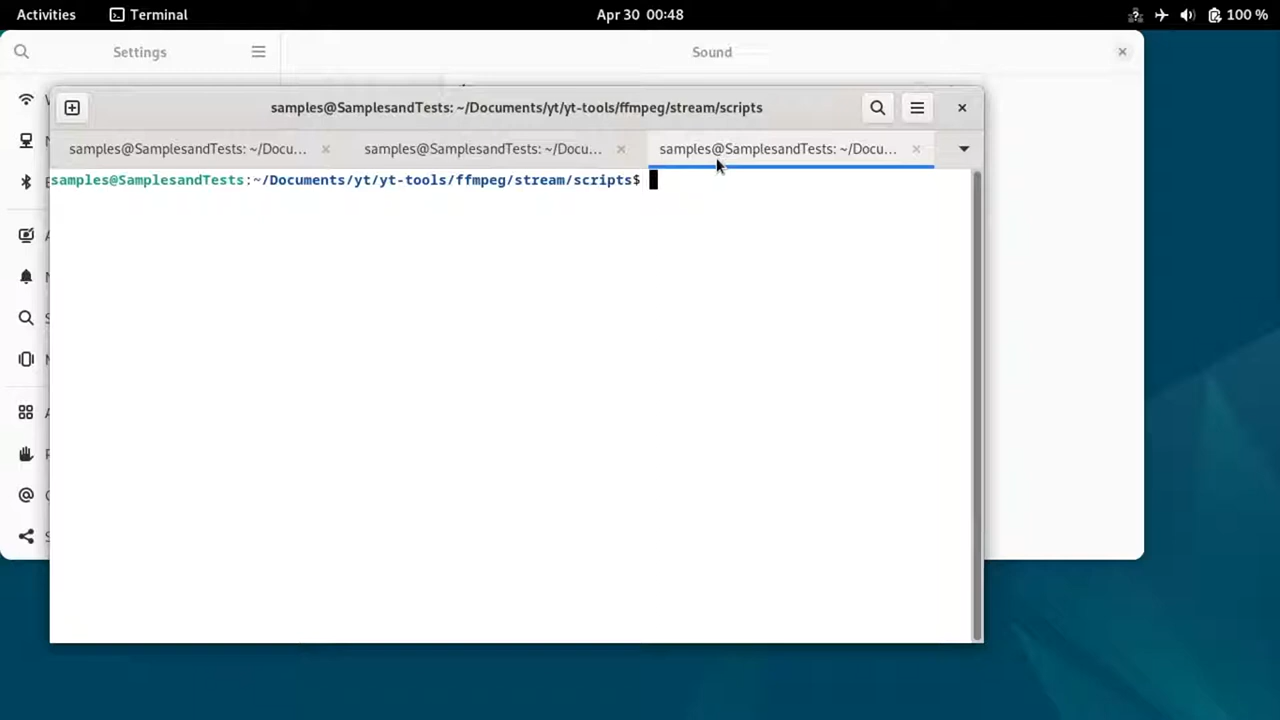 Activities Terminal Apr 30 00:48 100 %
Settings Sound
samples@SamplesandTests: ~/Documents/yt/yt-tools/ffmpeg/stream/scripts
samples@SamplesandTests: ~/Docu... samples@SamplesandTests: ~/Docu... samples@SamplesandTests: ~/Docu...
samples@SamplesandTests:~/Documents/yt/yt-tools/ffmpeg/stream/scripts$